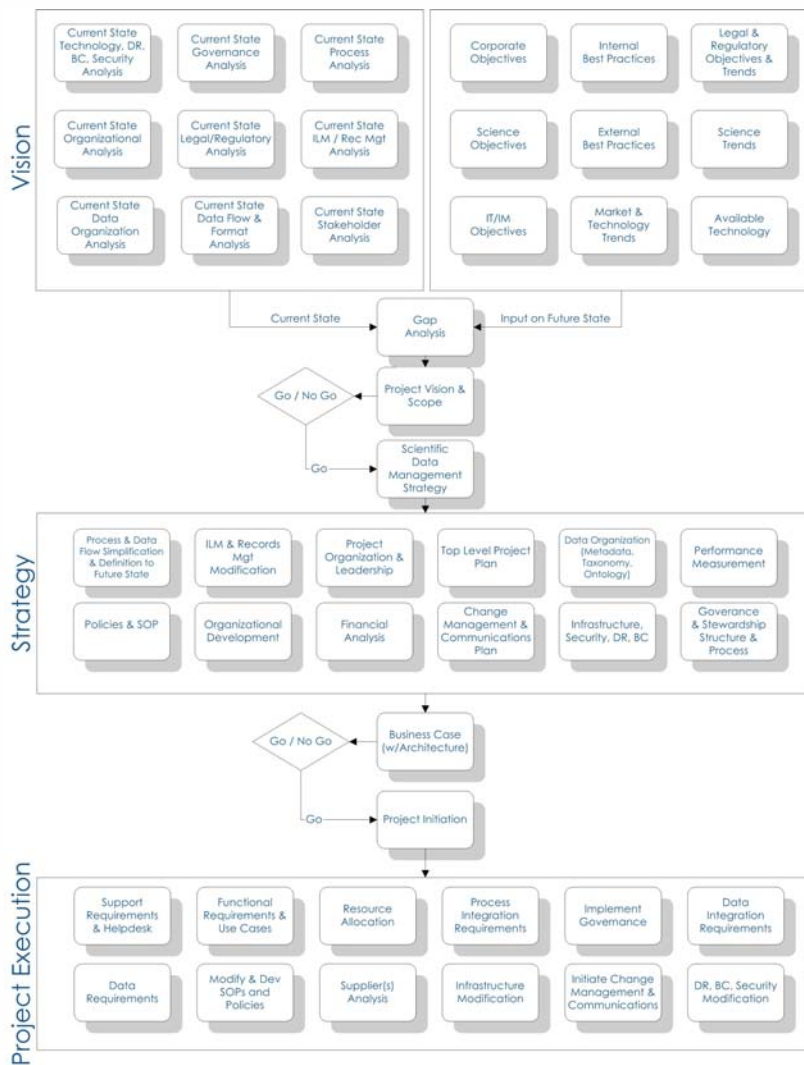 Vision
Current State
Technology, DR,
BC, Security
Analysis
Current State
Governance
Analysis
Current State
Process
Analysis
Current State
Organizational
Analysis
Current State
Legal/Regulatory
Analysis
Current State
ILM / Rec Mgt
Analysis
Current State
Data
Organization
Analysis
Current State
Data Flow &
Format
Analysis
Current State
Stakeholder
Analysis
Corporate
Objectives
Internal
Best Practices
Legal &
Regulatory
Objectives &
Trends
Science
Objectives
External
Best Practices
Science
Trends
IT/IM
Objectives
Market &
Technology
Trends
Available
Technology
Current State
Gap
Analysis
Input on Future State
Go / No Go
Project Vision &
Scope
Go
Scientific
Data
Management
Strategy
Strategy
Process & Data
Flow Simplification
& Definition to
Future State
ILM & Records
Mgt
Modification
Project
Organization &
Leadership
Top Level Project
Plan
Data Organization
(Metadata,
Taxonomy,
Ontology)
Performance
Measurement
Policies & SOP
Organizational
Development
Financial
Analysis
Change
Management &
Communications
Plan
Infrastructure,
Security, DR, BC
Goverance
& Stewardship
Structure &
Process
Go / No Go
Business Case
(w/Architecture)
Go
Project Initiation
Project Execution
Support
Requirements
& Helpdesk
Functional
Requirements &
Use Cases
Resource
Allocation
Process
Integration
Requirements
Implement
Governance
Data
Integration
Requirements
Data
Requirements
Modify & Dev
SOPs and
Policies
Supplier(s)
Analysis
Infrastructure
Modification
Initiate Change
Management &
Communications
DR, BC, Security
Modification